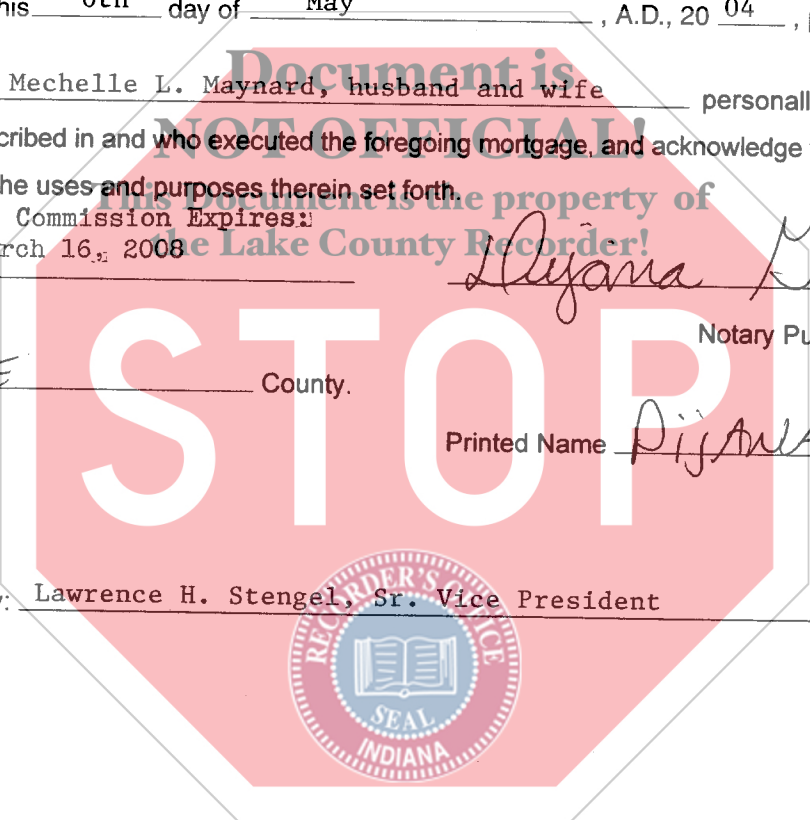 day of May , A.D., 20 04 ,
Document is
Mechelle L. Maynard, husband and wife personall
NOT OFFICIAL!
cribed in and who executed the foregoing mortgage, and acknowledge
he uses and purposes therein set forth.
This Document is the property of
Commission Expires:
the Lake County Recorder!
rch 16, 2008
Dijana
Notary Pu
STOP
County.
Printed Name Dijana
Lawrence H. Stengel, Sr. Vice President
RECORDER'S OFFICE
SEAL
INDIANA